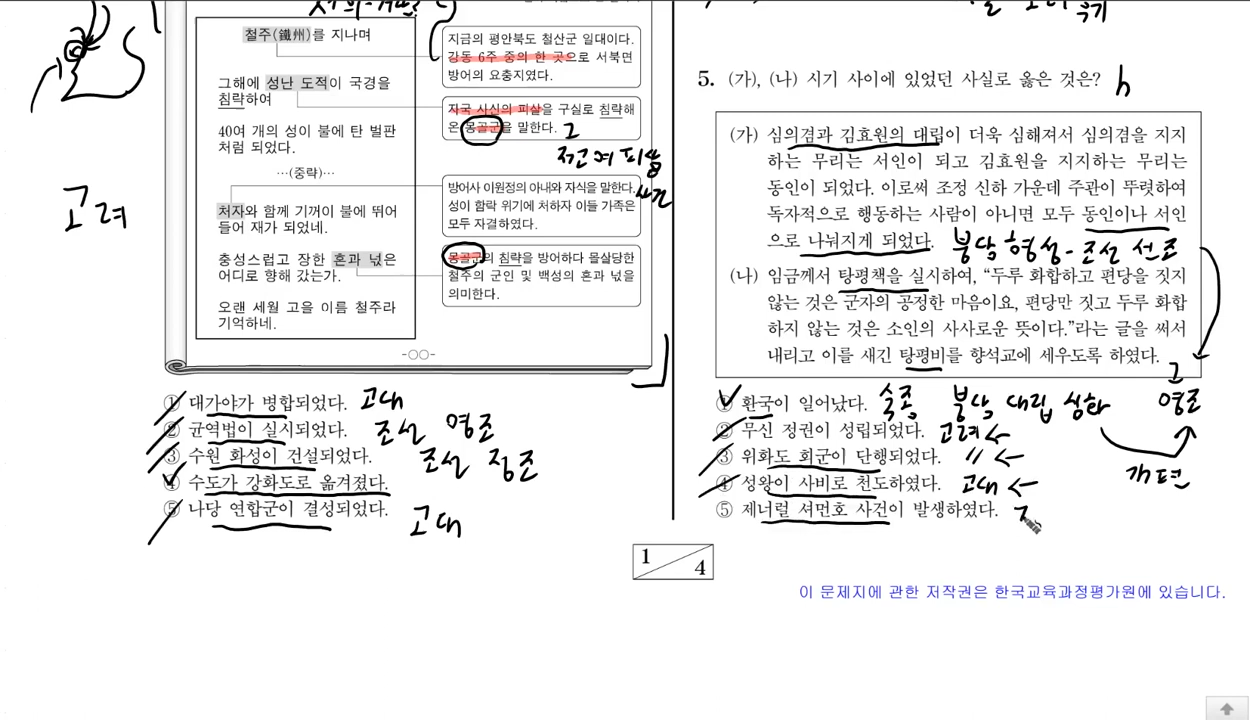 철주(鐵州)를 지나며
그해에 성난 도적이 국경을
침략하여
40여 개의 성이 불에 탄 벌판
처럼 되었다.
…(중략)…
처자와 함께 기꺼이 불에 뛰어
들어 재가 되었네.
충성스럽고 장한 혼과 넋은
어디로 향해 갔는가.
오랜 세월 고을 이름 철주라
기억하네.
지금의 평안북도 철산군 일대이다.
강동 6주 중의 한 곳으로 서북면
방어의 요충지였다.
자국 사신의 피살을 구실로 침략해
온 몽골군을 말한다.
저고여 피살
사건
방어사 이원정의 아내와 자식을 말한다.
성이 함락 위기에 처하자 이들 가족은
모두 자결하였다.
몽골군의 침략을 방어하다 몰살당한
철주의 군인 및 백성의 혼과 넋을
의미한다.
고려
-○○-
① 대가야가 병합되었다. 고대
② 균역법이 실시되었다. 조선 영조
③ 수원 화성이 건설되었다. 조선 정조
④ 수도가 강화도로 옮겨졌다.
⑤ 나당 연합군이 결성되었다. 고대
5. (가), (나) 시기 사이에 있었던 사실로 옳은 것은?
(가) 심의겸과 김효원의 대립이 더욱 심해져서 심의겸을 지지
하는 무리는 서인이 되고 김효원을 지지하는 무리는
동인이 되었다. 이로써 조정 신하 가운데 주관이 뚜렷하여
독자적으로 행동하는 사람이 아니면 모두 동인이나 서인
으로 나눠지게 되었다. 붕당 형성-조선 선조
(나) 임금께서 탕평책을 실시하여, “두루 화합하고 편당을 짓지
않는 것은 군자의 공정한 마음이요, 편당만 짓고 두루 화합
하지 않는 것은 소인의 사사로운 뜻이다.”라는 글을 써서
내리고 이를 새긴 탕평비를 향석교에 세우도록 하였다.
영조
① 환국이 일어났다. 숙종 붕당 대립 심화
② 무신 정권이 성립되었다. 고려
③ 위화도 회군이 단행되었다. 〃
④ 성왕이 사비로 천도하였다. 고대
⑤ 제너럴 셔먼호 사건이 발생하였다.
1
4
이 문제지에 관한 저작권은 한국교육과정평가원에 있습니다.